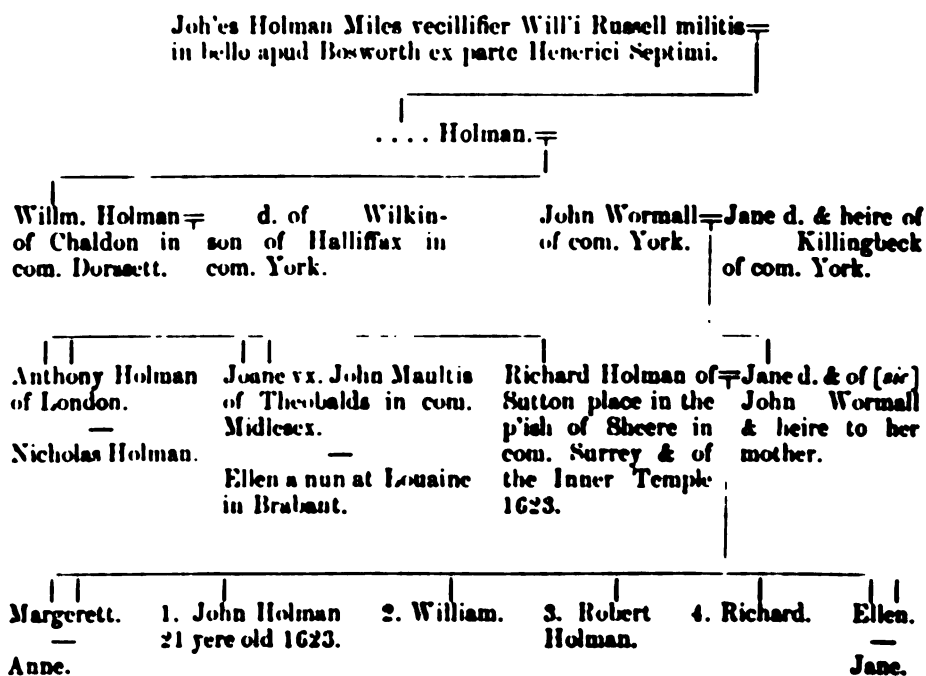 Joh'es Holman Miles vecillifier Will'i Russell militis
in bello apud Bosworth ex parte Henerici Septimi.
. . . . Holman.
Willm. Holman
of Chaldon in
com. Dorssett.
d. of Wilkin-
son of Halliffax in
com. York.
John Wormall
of com. York.
Jane d. & heire of
Killingbeck
of com. York.
Anthony Holman
of London.
—
Nicholas Holman.
Joane vx. John Maultis
of Theobalds in com.
Midlesex.
—
Ellen a nun at Louaine
in Brabant.
Richard Holman of
Sutton place in the
p'ish of Sheere in
com. Surrey & of
the Inner Temple
1623.
Jane d. & of [sic]
John Wormall
& heire to her
mother.
Margerett.
—
Anne.
1. John Holman
21 yere old 1623.
2. William.
3. Robert
Holman.
4. Richard.
Ellen.
—
Jane.